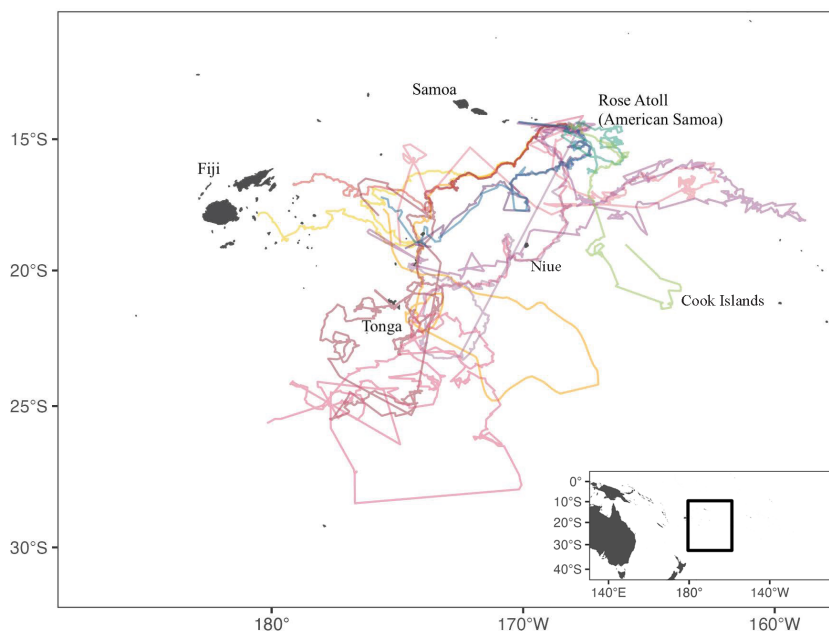 Samoa
Rose Atoll
(American Samoa)
15°S
Fiji
20°S
Niue
Cook Islands
Tonga
25°S
30°S
0°
10°S
20°S
30°S
40°S
140°E
180°
140°W
180°
170°W
160°W